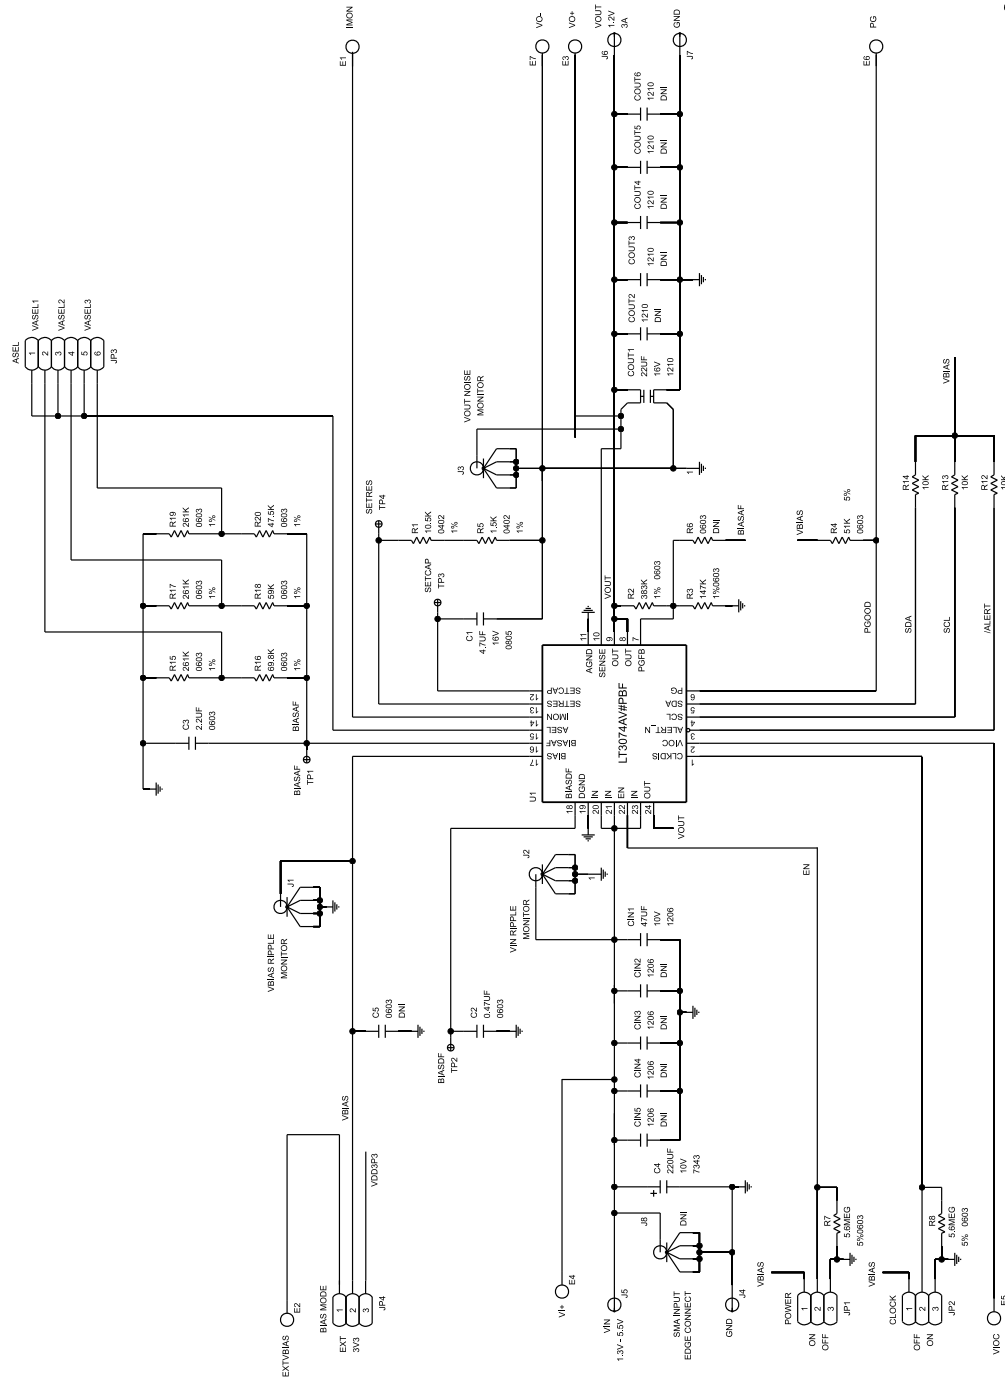 IMON
E1
VO-
E7
VO+
E3
VOUT
1.2V
3A
J6
GND
J7
PG
E6
ASEL
1
2
3
4
5
6
JP3
VASEL1
VASEL2
VASEL3
COUT6
1210
DNI
COUT5
1210
DNI
COUT4
1210
DNI
COUT3
1210
DNI
COUT2
1210
DNI
COUT1
22UF
16V
1210
VOUT NOISE
MONITOR
J3
1
VBIAS
R14
10K
R13
10K
R12
10K
SETRES
TP4
R1
10.5K
0402
1%
R5
1.5K
0402
1%
SETCAP
TP3
C1
4.7UF
16V
0805
R19
261K
0603
1%
R20
47.5K
0603
1%
R17
261K
0603
1%
R18
59K
0603
1%
R15
261K
0603
1%
R16
69.8K
0603
1%
C3
2.2UF
0603
BIASAF
BIASAF
TP1
R6
0603
DNI
BIASAF
VOUT
R2
383K
1% 0603
R3
147K
1%0603
VBIAS
R4
51K
0603
5%
PGOOD
SDA
SCL
/ALERT
U1
LT3074AV#PBF
AGND
11
SENSE
10
OUT
9
OUT
8
PGFB
7
SETCAP
12
SETRES
13
IMON
14
ASEL
15
BIASAF
16
BIAS
17
BIASDF
18
DGND
19
IN
20
IN
21
EN
22
IN
23
OUT
24
PG
6
SDA
5
SCL
4
ALERT_N
3
VIOC
2
CLKDIS
1
VOUT
EN
VBIAS RIPPLE
MONITOR
J1
VIN RIPPLE
MONITOR
J2
1
C5
0603
DNI
BIASDF
TP2
C2
0.47UF
0603
VBIAS
CIN1
47UF
10V
1206
CIN2
1206
DNI
CIN3
1206
DNI
CIN4
1206
DNI
CIN5
1206
DNI
C4
220UF
10V
7343
+
J8
DNI
SMA INPUT
EDGE CONNECT
VDD3P3
EXTVBIAS
E2
BIAS MODE
EXT
3V3
1
2
3
JP4
VI+
E4
VIN
1.3V - 5.5V
J5
GND
J4
VBIAS
POWER
ON
OFF
1
2
3
JP1
R7
5.6MEG
5%0603
VBIAS
CLOCK
OFF
ON
1
2
3
JP2
R8
5.6MEG
5% 0603
VIOC
E5